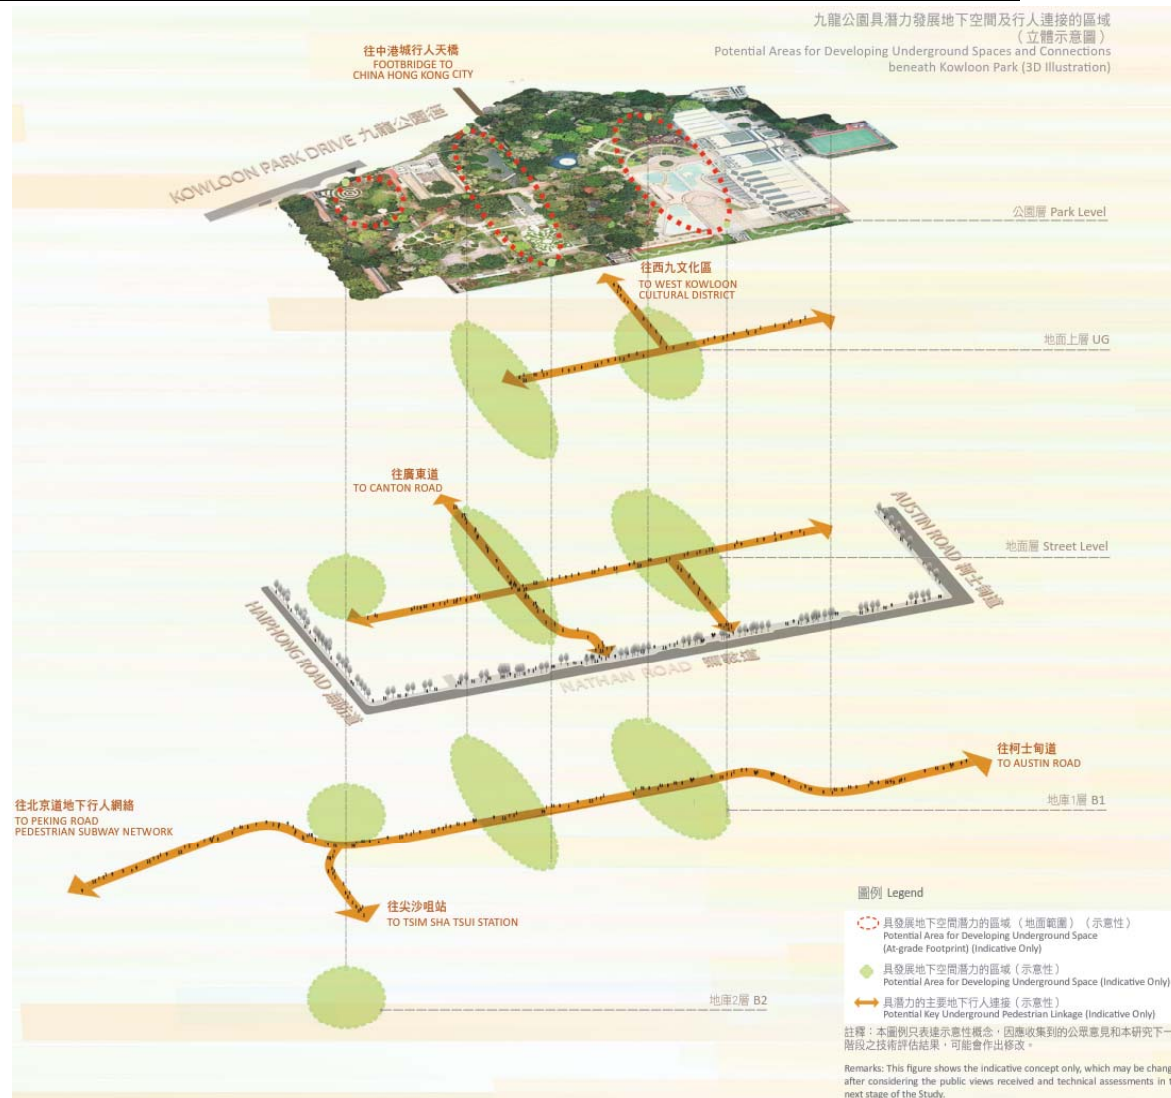 九龍公園具潛力發展地下空間及行人連接的區域
（立體示意圖）
Potential Areas for Developing Underground Spaces and Connections
beneath Kowloon Park (3D Illustration)
往中港城行人天橋
FOOTBRIDGE TO
CHINA HONG KONG CITY
KOWLOON PARK DRIVE 九龍公園徑
公園層 Park Level
往西九文化區
TO WEST KOWLOON
CULTURAL DISTRICT
地面上層 UG
往廣東道
TO CANTON ROAD
AUSTIN ROAD 柯士甸道
地面層 Street Level
HAIPHONG ROAD 海防道
NATHAN ROAD 彌敦道
往柯士甸道
TO AUSTIN ROAD
往北京道地下行人網絡
TO PEKING ROAD
PEDESTRIAN SUBWAY NETWORK
地庫1層 B1
往尖沙咀站
TO TSIM SHA TSUI STATION
地庫2層 B2
圖例 Legend
具發展地下空間潛力的區域（地面範圍）（示意性）
Potential Area for Developing Underground Space
(At-grade Footprint) (Indicative Only)
具發展地下空間潛力的區域（示意性）
Potential Area for Developing Underground Space (Indicative Only)
具潛力的主要地下行人連接（示意性）
Potential Key Underground Pedestrian Linkage (Indicative Only)
註釋：本圖例只表達示意性概念，因應收集到的公眾意見和本研究下一
階段之技術評估結果，可能會作出修改。
Remarks: This figure shows the indicative concept only, which may be chang
after considering the public views received and technical assessments in t
next stage of the Study.